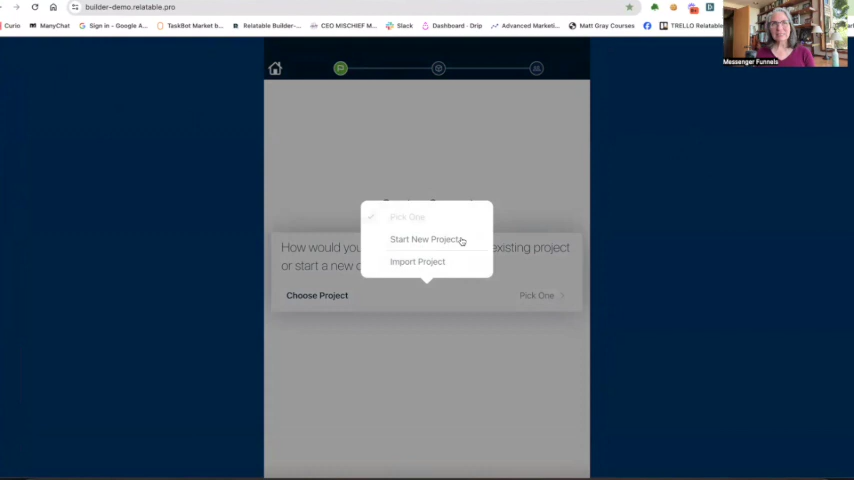 builder-demo.relatable.pro
Curio
ManyChat
Sign in - Google A...
TaskBot Market b...
Relatable Builder-...
CEO MISCHIEF M...
Slack
Dashboard · Drip
Advanced Marketi...
Matt Gray Courses
TRELLO Relatable
Messenger Funnels
Pick One
Start New Project
Import Project
How would you
existing project
or start a new
Choose Project
Pick One